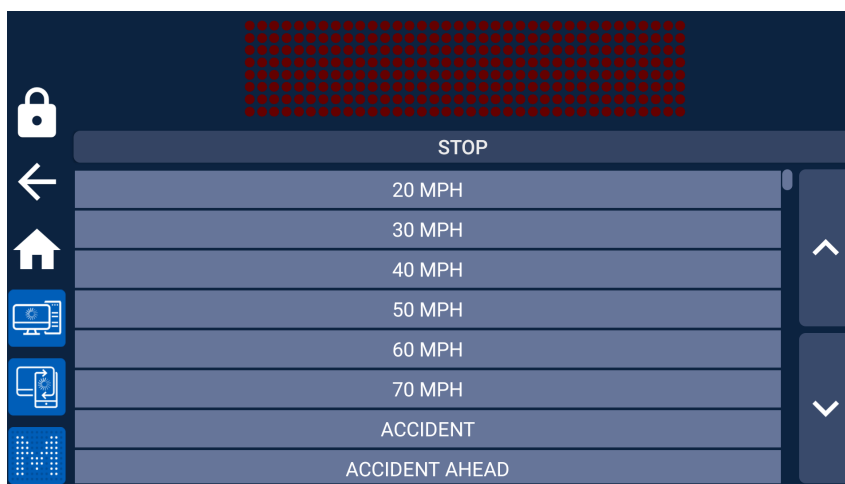 STOP
20 MPH
30 MPH
40 MPH
50 MPH
60 MPH
70 MPH
ACCIDENT
ACCIDENT AHEAD
M